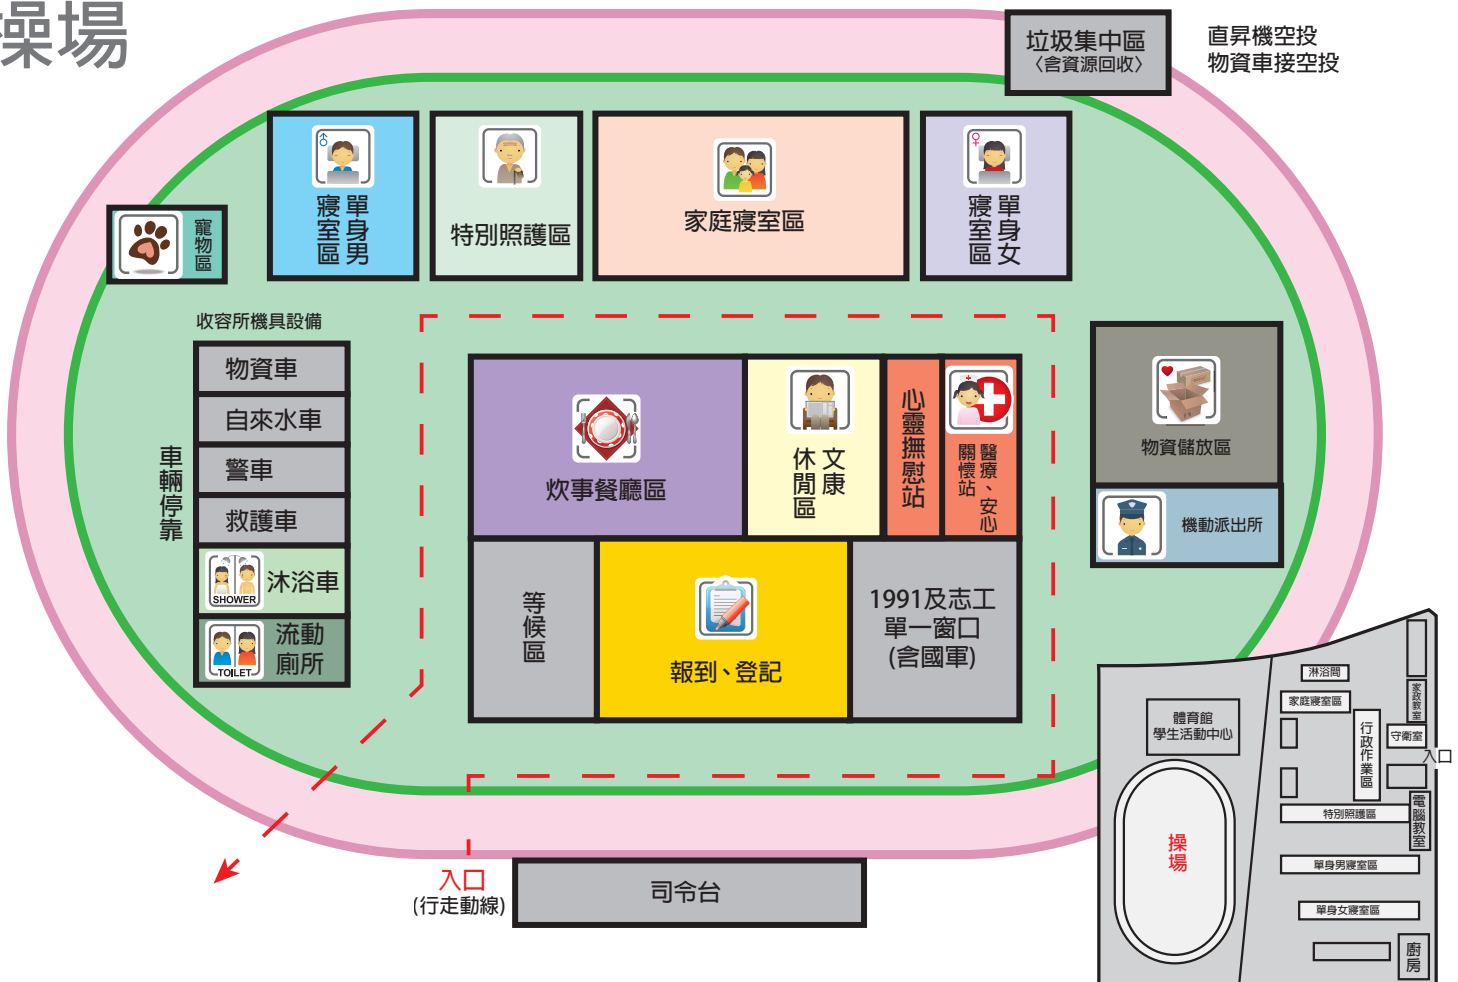 操場
垃圾集中區
〈含資源回收〉
直昇機空投
物資車接空投
單身男
寢室區
特別照護區
家庭寢室區
單身女
寢室區
寵物區
收容所機具設備
物資車
自來水車
警車
救護車
SHOWER
沐浴車
TOILET
流動
廁所
車輛停靠
炊事餐廳區
文康
休閒區
心靈撫慰站
醫療、安心
關懷站
物資儲放區
機動派出所
等候區
報到、登記
1991及志工
單一窗口
(含國軍)
入口
(行走動線)
司令台
淋浴間
家庭寢室區
家政教室
體育館
學生活動中心
行政作業區
守衛室
入口
特別照護區
電腦教室
操場
單身男寢室區
單身女寢室區
廚房